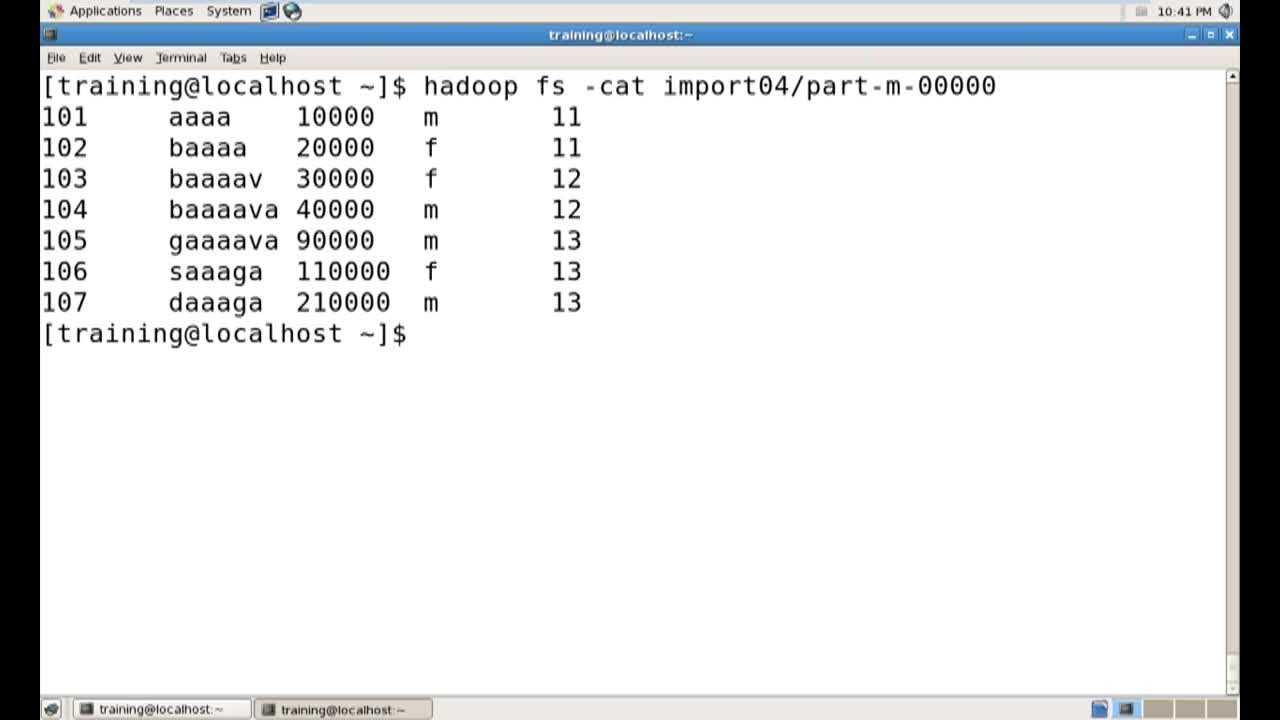 Applications Places System 10:41 PM
training@localhost:~
File Edit View Terminal Tabs Help
[training@localhost ~]$ hadoop fs -cat import04/part-m-00000
101 aaaa 10000 m 11
102 baaaa 20000 f 11
103 baaaav 30000 f 12
104 baaaava 40000 m 12
105 gaaaava 90000 m 13
106 saaaga 110000 f 13
107 daaaga 210000 m 13
[training@localhost ~]$
training@localhost:~ training@localhost:~